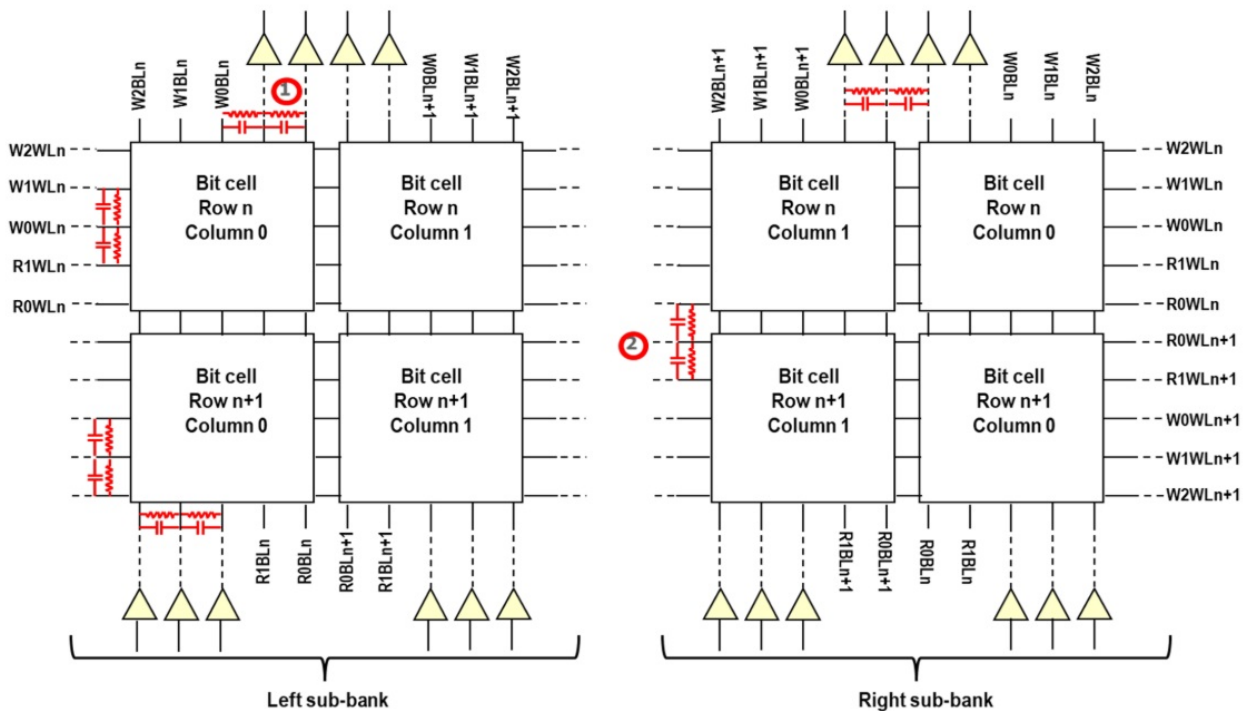 W2BLn
W1BLn
W0BLn
1
W0BLn+1
W1BLn+1
W2BLn+1
W2WLn
W1WLn
W0WLn
R1WLn
R0WLn
Bit cell
Row n
Column 0
Bit cell
Row n
Column 1
Bit cell
Row n+1
Column 0
Bit cell
Row n+1
Column 1
R1BLn
R0BLn
R0BLn+1
R1BLn+1
Left sub-bank
W2BLn+1
W1BLn+1
W0BLn+1
W0BLn
W1BLn
W2BLn
Bit cell
Row n
Column 1
Bit cell
Row n
Column 0
2
Bit cell
Row n+1
Column 1
Bit cell
Row n+1
Column 0
W2WLn
W1WLn
W0WLn
R1WLn
R0WLn
R0WLn+1
R1WLn+1
W0WLn+1
W1WLn+1
W2WLn+1
R1BLn+1
R0BLn+1
R0BLn
R1BLn
Right sub-bank